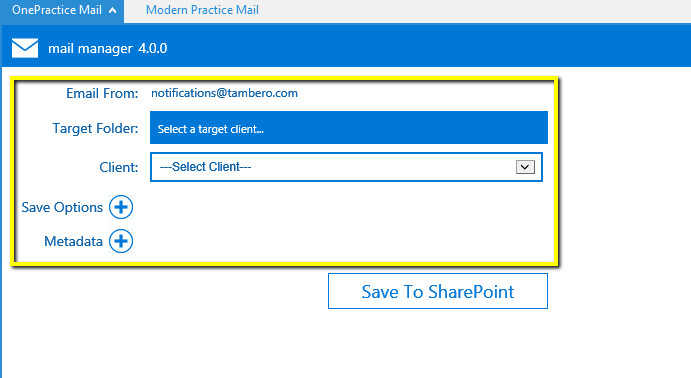 OnePractice Mail Modern Practice Mail
mail manager 4.0.0
Email From: notifications@tambero.com
Target Folder: Select a target client...
Client: ---Select Client---
Save Options
Metadata
Save To SharePoint